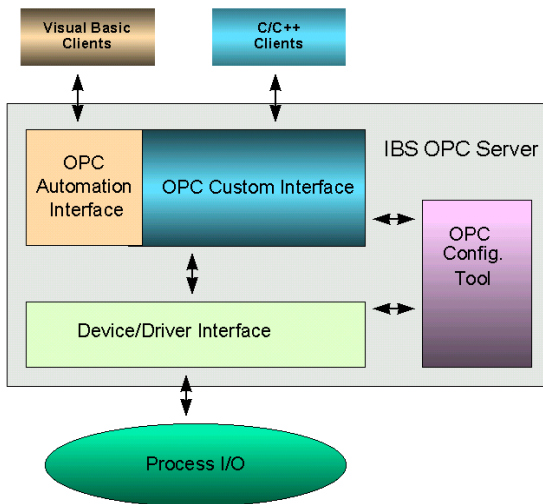 Visual Basic
Clients
C/C++
Clients
IBS OPC Server
OPC
Automation
Interface
OPC Custom Interface
OPC
Config.
Tool
Device/Driver Interface
Process I/O